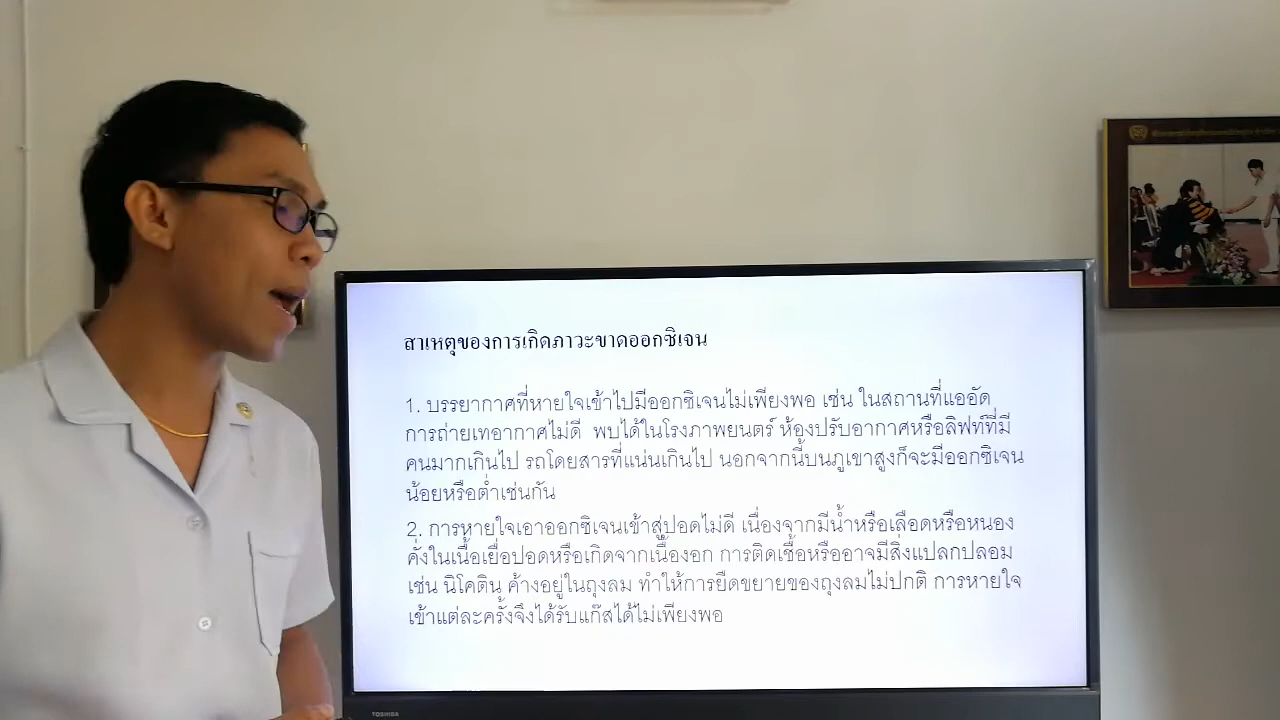 สาเหตุของการเกิดภาวะขาดออกซิเจน
1. บรรยากาศที่หายใจเข้าไปมีออกซิเจนไม่เพียงพอ เช่น ในสถานที่แออัด
การถ่ายเทอากาศไม่ดี พบได้ในโรงภาพยนตร์ ห้องปรับอากาศหรือลิฟท์ที่มี
คนมากเกินไป รถโดยสารที่แน่นเกินไป นอกจากนี้บนภูเขาสูงก็จะมีออกซิเจน
น้อยหรือต่ำเช่นกัน
2. การหายใจเอาออกซิเจนเข้าสู่ปอดไม่ดี เนื่องจากมีน้ำหรือเลือดหรือหนอง
คั่งในเนื้อเยื่อปอดหรือเกิดจากเนื้องอก การติดเชื้อหรืออาจมีสิ่งแปลกปลอม
เช่น นิโคติน ค้างอยู่ในถุงลม ทำให้การยืดขยายของถุงลมไม่ปกติ การหายใจ
เข้าแต่ละครั้งจึงได้รับแก๊สได้ไม่เพียงพอ
TOSHIBA